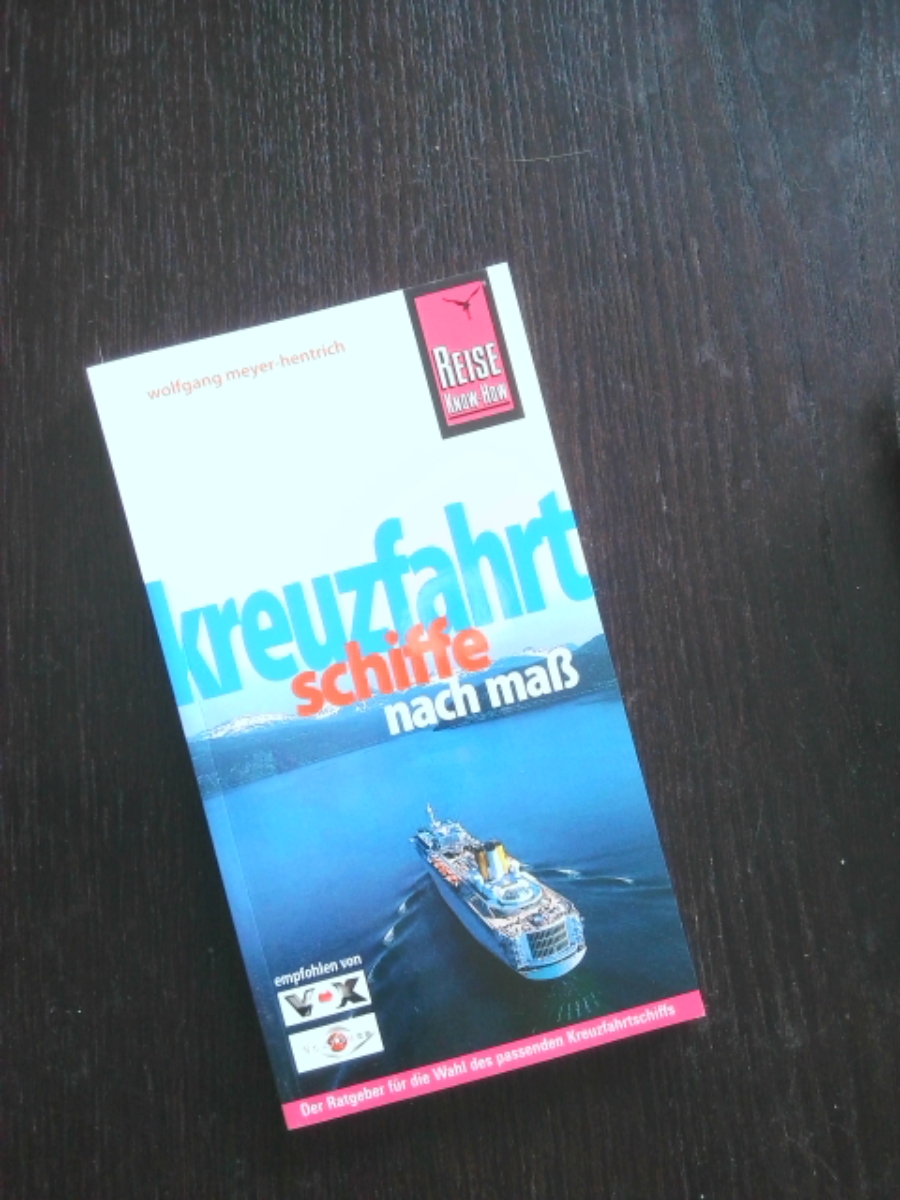 wolfgang meyer-hentrich
REISE
KNOW-HOW
kreuzfahrt
schiffe
nach maß
empfohlen von
VOX
Der Ratgeber für die Wahl des passenden Kreuzfahrtschiffs